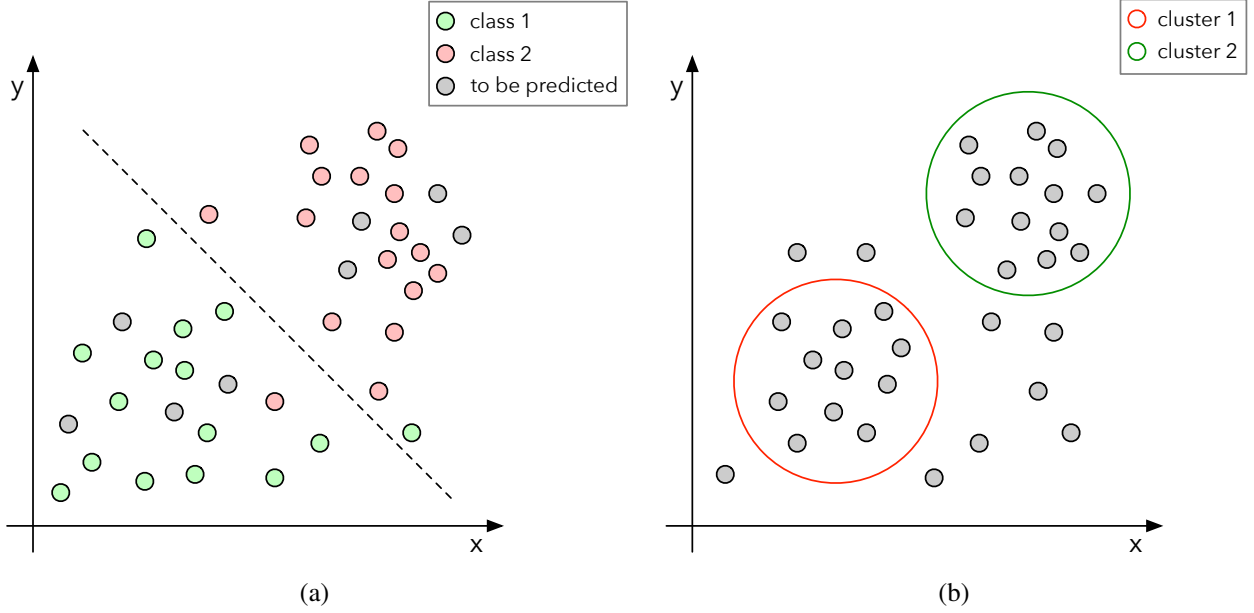 class 1
class 2
to be predicted
y
x
(a)
cluster 1
cluster 2
y
x
(b)